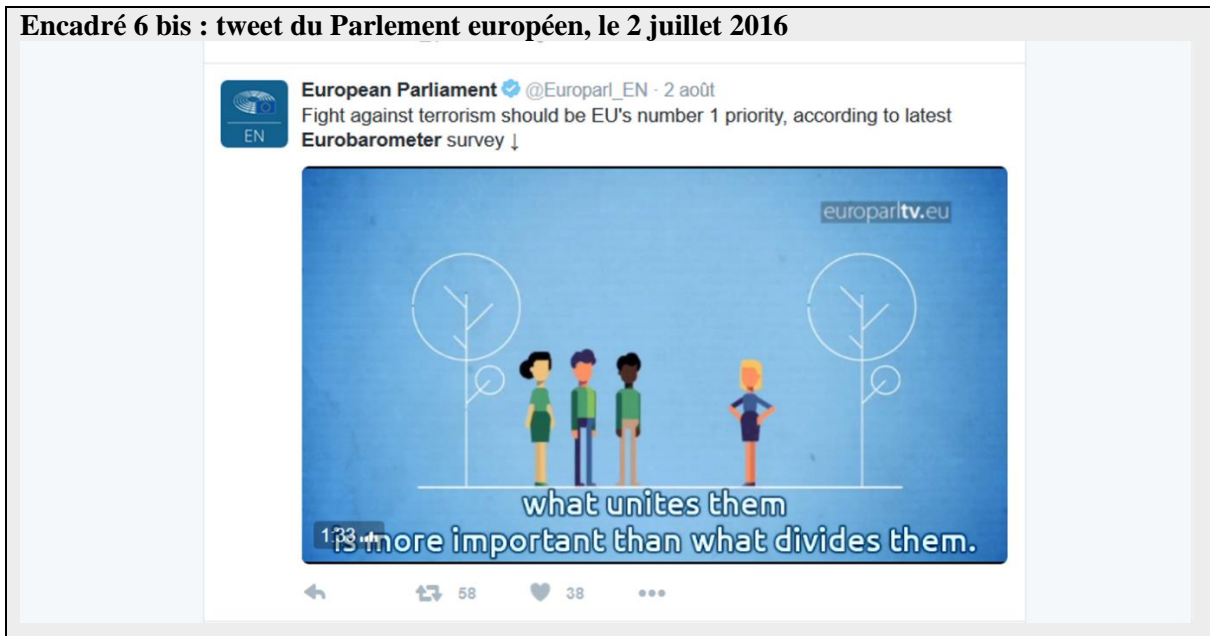 Encadré 6 bis : tweet du Parlement européen, le 2 juillet 2016
European Parliament @Europarl_EN · 2 août
Fight against terrorism should be EU's number 1 priority, according to latest
Eurobarometer survey ↓
EN
europarltv.eu
what unites them
is more important than what divides them.
1:33
58
38